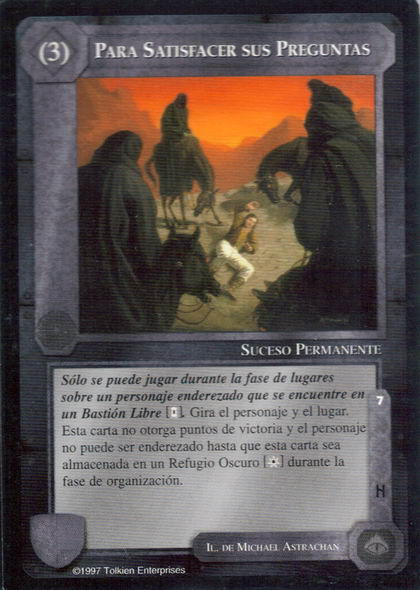 (3)
PARA SATISFACER SUS PREGUNTAS
SUCESO PERMANENTE
Sólo se puede jugar durante la fase de lugares
sobre un personaje enderezado que se encuentre en
un Bastión Libre [ ]. Gira el personaje y el lugar.
Esta carta no otorga puntos de victoria y el personaje
no puede ser enderezado hasta que esta carta sea
almacenada en un Refugio Oscuro [ ] durante la
fase de organización.
7
H
IL. DE MICHAEL ASTRACHAN
©1997 Tolkien Enterprises